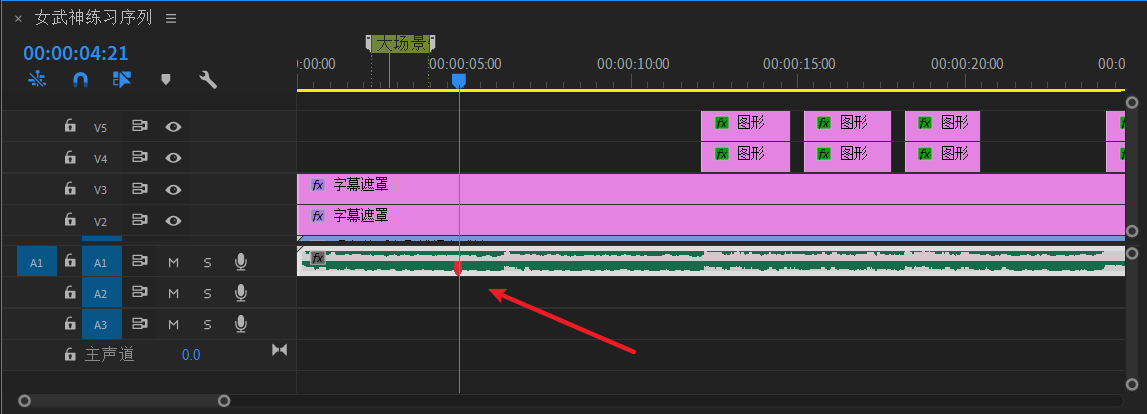 × 女武神练习序列 ≡
大场景
00:00:04:21
:00:00 00:00:05:00 00:00:10:00 00:00:15:00 00:00:20:00 00:0
V5 fx 图形 fx 图形 fx 图形
V4 fx 图形 fx 图形 fx 图形
V3 fx 字幕遮罩
V2 fx 字幕遮罩
A1 A1 M S fx
A2 M S
A3 M S
主声道 0.0